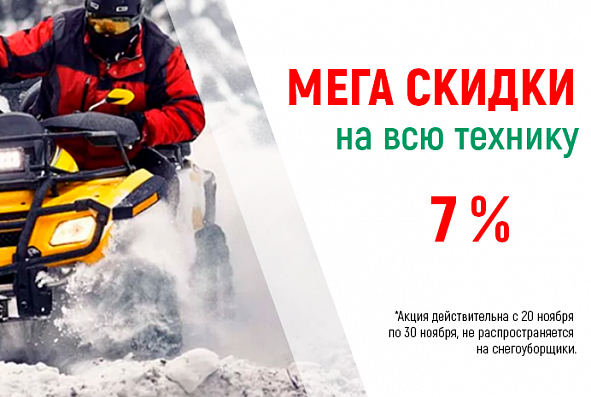 МЕГА СКИДКИ
на всю технику
7 %
*Акция действительна с 20 ноября
по 30 ноября, не распространяется
на снегоуборщики.